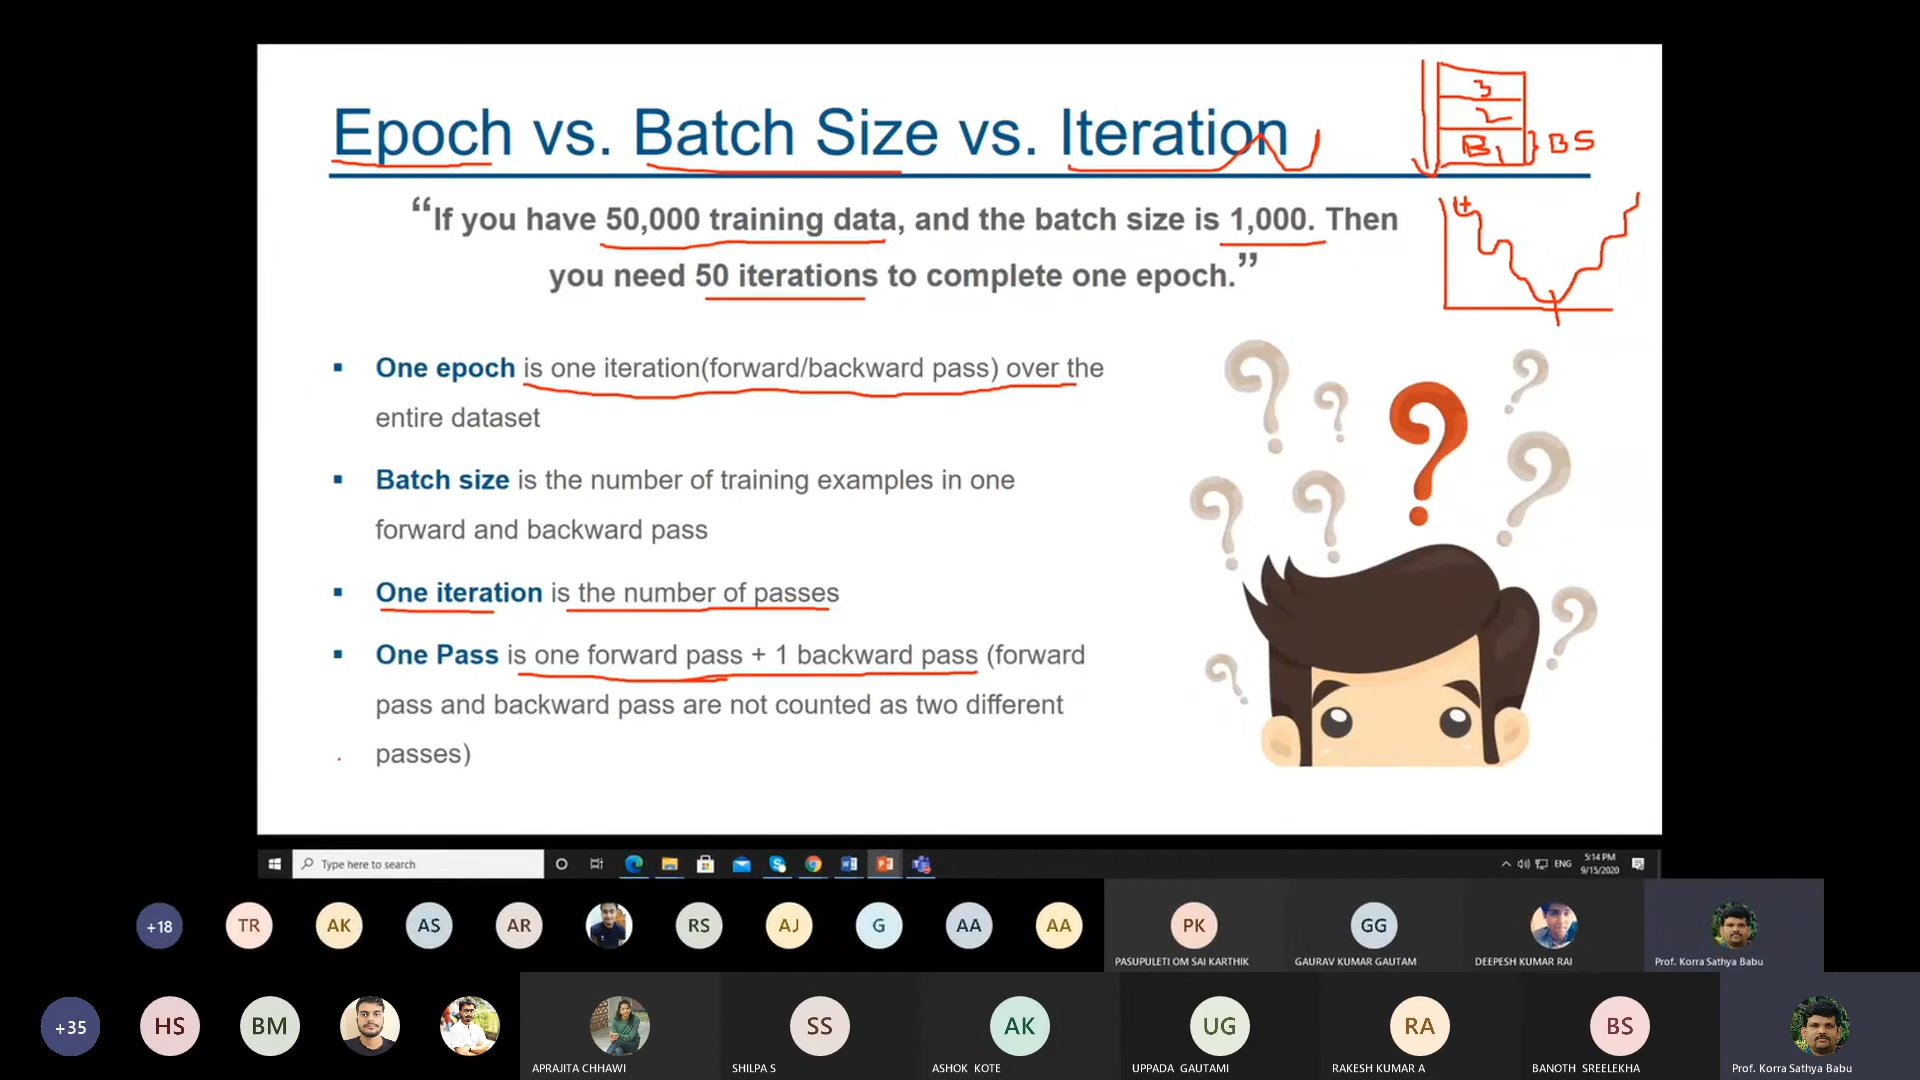 Epoch vs. Batch Size vs. Iteration
3
2
B1
BS
“If you have 50,000 training data, and the batch size is 1,000. Then
you need 50 iterations to complete one epoch.”
▪ One epoch is one iteration(forward/backward pass) over the
entire dataset
▪ Batch size is the number of training examples in one
forward and backward pass
▪ One iteration is the number of passes
▪ One Pass is one forward pass + 1 backward pass (forward
pass and backward pass are not counted as two different
passes)
Type here to search
ENG
5:14 PM
9/15/2020
+18
TR
AK
AS
AR
RS
AJ
G
AA
AA
PK
GG
PASUPULETI OM SAI KARTHIK
GAURAV KUMAR GAUTAM
DEEPESH KUMAR RAI
Prof. Korra Sathya Babu
+35
HS
BM
SS
AK
UG
RA
BS
APRAJITA CHHAWI
SHILPA S
ASHOK KOTE
UPPADA GAUTAMI
RAKESH KUMAR A
BANOTH SREELEKHA
Prof. Korra Sathya Babu